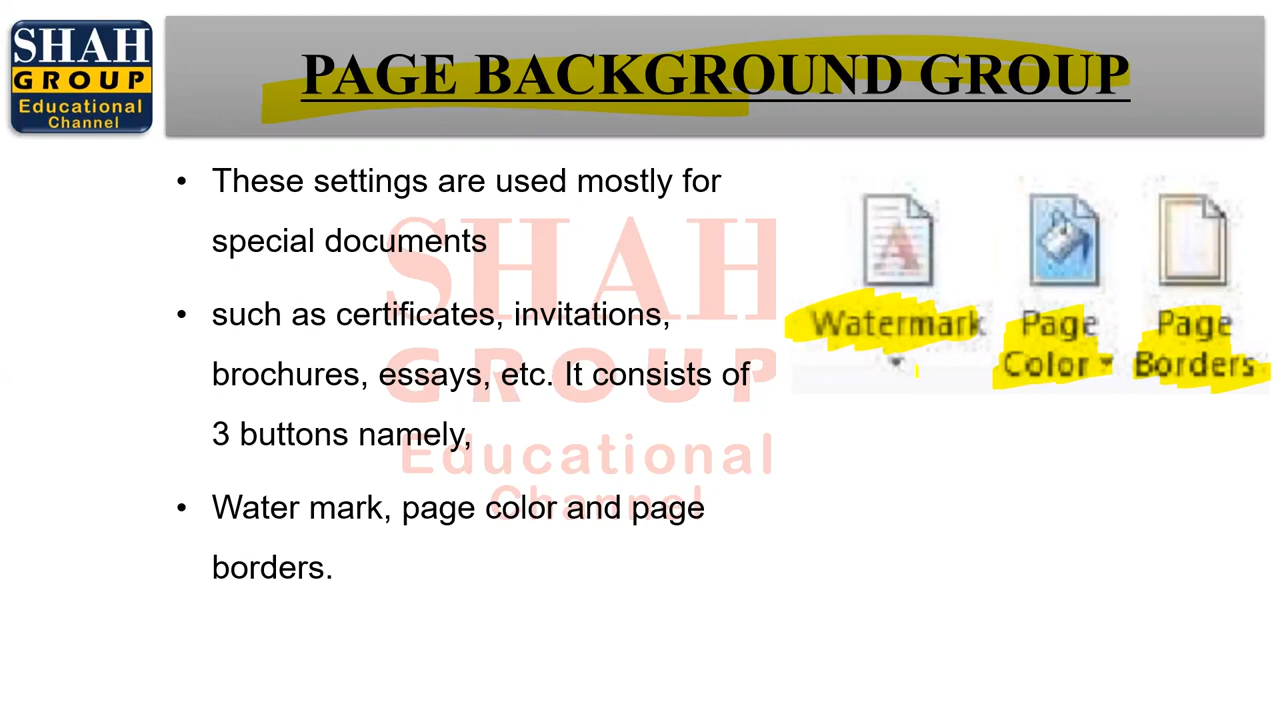 SHAH
GROUP
Educational
Channel
PAGE BACKGROUND GROUP
• These settings are used mostly for
special documents
• such as certificates, invitations,
brochures, essays, etc. It consists of
3 buttons namely,
• Water mark, page color and page
borders.
SHAH
GROUP
Educational
Channel
Watermark
Page
Color
Page
Borders